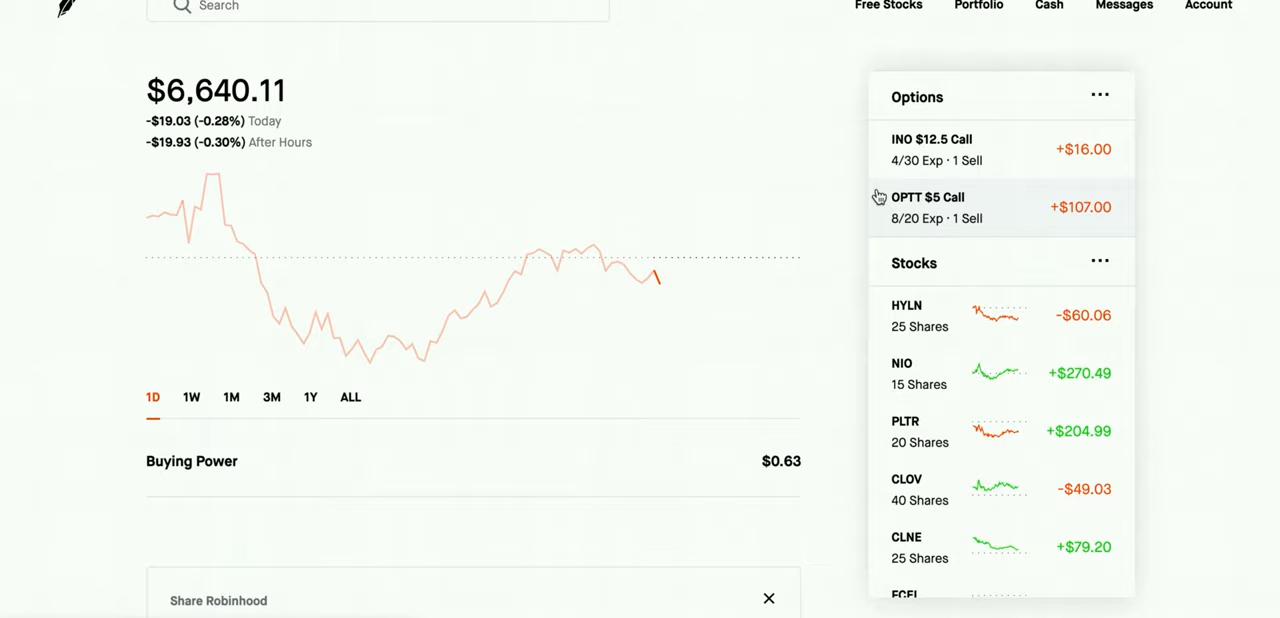 Search
Free Stocks Portfolio Cash Messages Account
$6,640.11
-$19.03 (-0.28%) Today
-$19.93 (-0.30%) After Hours
1D 1W 1M 3M 1Y ALL
Buying Power $0.63
Share Robinhood
Options
INO $12.5 Call
4/30 Exp · 1 Sell
+$16.00
OPTT $5 Call
8/20 Exp · 1 Sell
+$107.00
Stocks
HYLN
25 Shares
-$60.06
NIO
15 Shares
+$270.49
PLTR
20 Shares
+$204.99
CLOV
40 Shares
-$49.03
CLNE
25 Shares
+$79.20